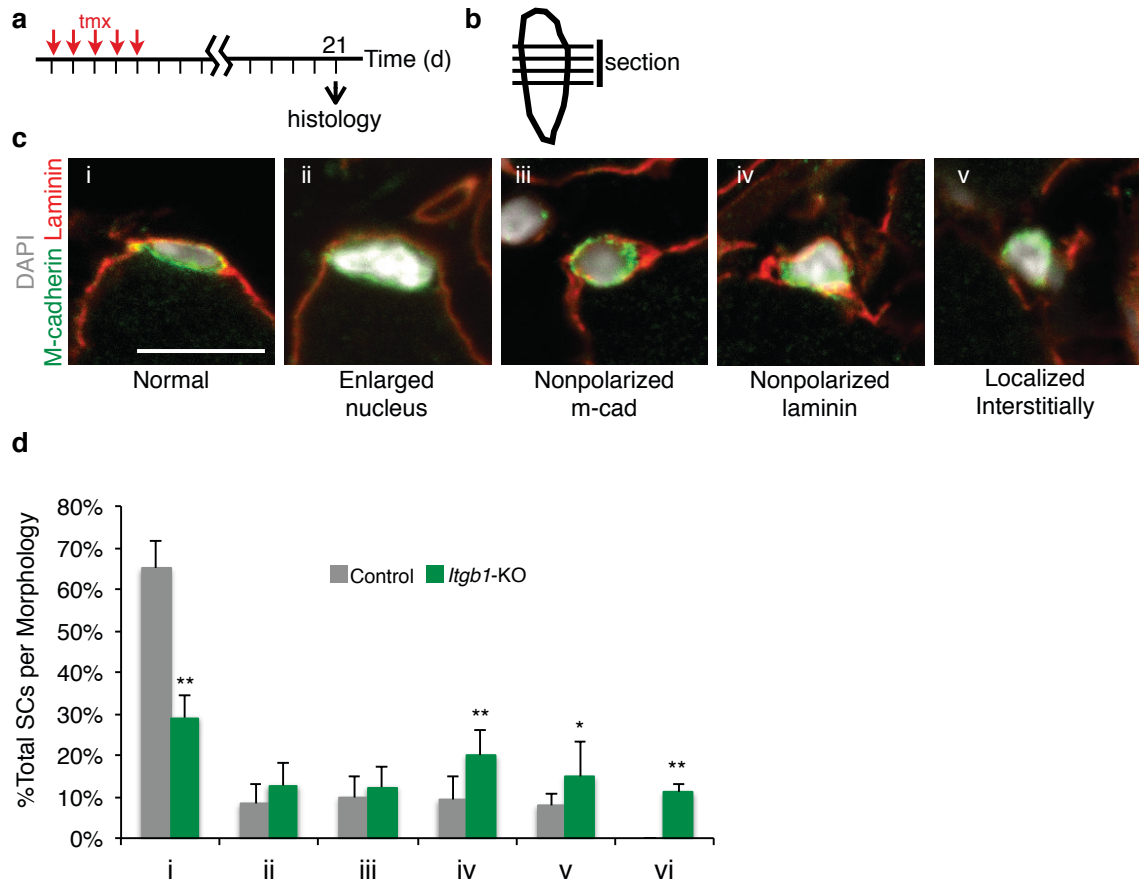 a
tmx
21
Time (d)
histology
b
section
c
DAPI
M-cadherin Laminin
i
ii
iii
iv
v
Normal
Enlarged
nucleus
Nonpolarized
m-cad
Nonpolarized
laminin
Localized
Interstitially
d
%Total SCs per Morphology
80%
70%
60%
50%
40%
30%
20%
10%
0%
Control
Itgb1-KO
**
**
*
**
i
ii
iii
iv
v
vi